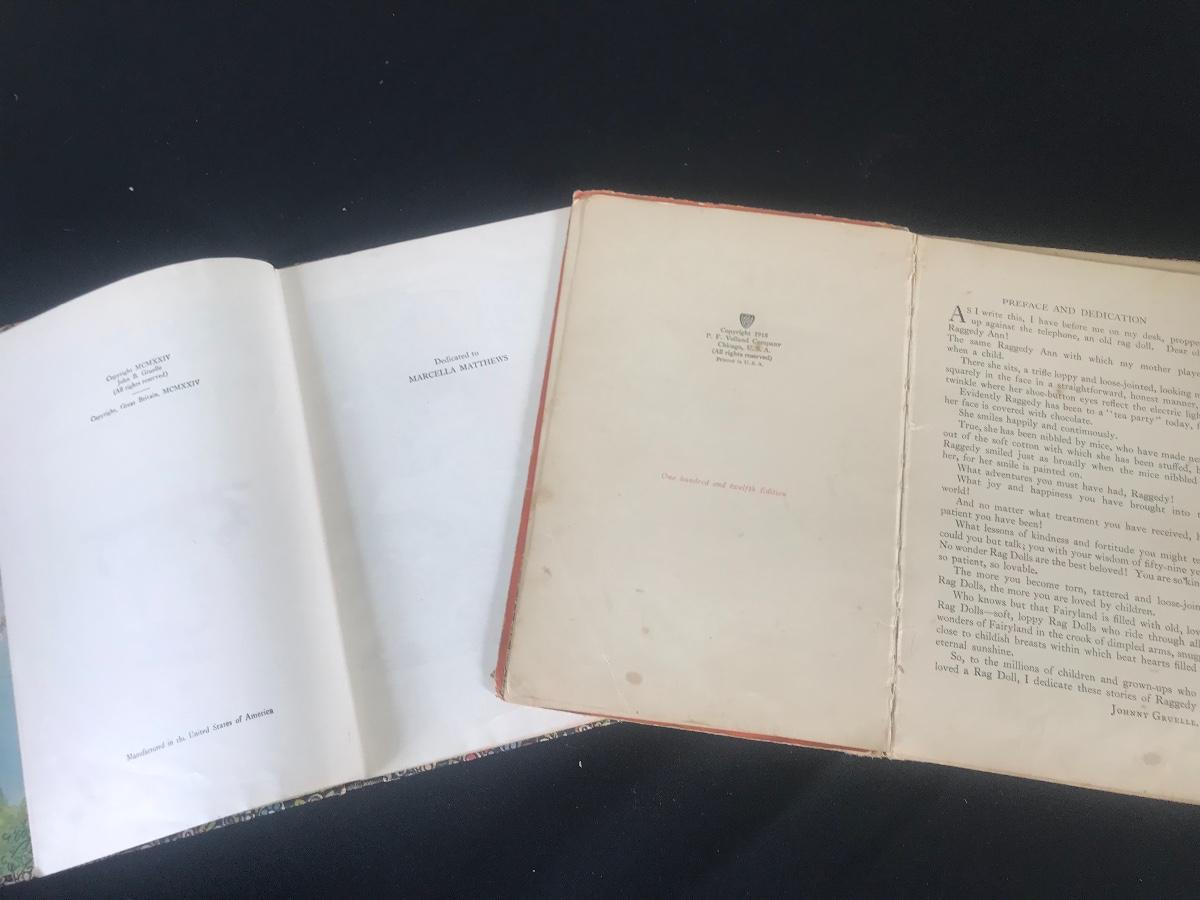 Copyright MCMXXIV
John B. Gruelle
(All rights reserved)
Copyright, Great Britain, MCMXXIV
Manufactured in the United States of America
Dedicated to
MARCELLA MATTHEWS
Copyright 1918
P. F. Volland Company
Chicago, U. S. A.
(All rights reserved)
Printed in U. S. A.
One hundred and twelfth Edition
PREFACE AND DEDICATION
AS I write this, I have before me on my desk, proppe
up against the telephone, an old rag doll. Dear o
Raggedy Ann!
The same Raggedy Ann with which my mother playe
when a child.
There she sits, a trifle loppy and loose-jointed, looking m
squarely in the face in a straightforward, honest manner,
twinkle where her shoe-button eyes reflect the electric ligh
Evidently Raggedy has been to a "tea party" today, f
her face is covered with chocolate.
She smiles happily and continuously.
True, she has been nibbled by mice, who have made ne
out of the soft cotton with which she has been stuffed, b
Raggedy smiled just as broadly when the mice nibbled
her, for her smile is painted on.
What adventures you must have had, Raggedy!
What joy and happiness you have brought into t
world!
And no matter what treatment you have received, h
patient you have been!
What lessons of kindness and fortitude you might te
could you but talk; you with your wisdom of fifty-nine ye
No wonder Rag Dolls are the best beloved! You are so kin
so patient, so lovable.
The more you become torn, tattered and loose-join
Rag Dolls, the more you are loved by children.
Who knows but that Fairyland is filled with old, lov
Rag Dolls—soft, loppy Rag Dolls who ride through all
wonders of Fairyland in the crook of dimpled arms, snug
close to childish breasts within which beat hearts filled
eternal sunshine.
So, to the millions of children and grown-ups who
loved a Rag Doll, I dedicate these stories of Raggedy
JOHNNY GRUELLE.